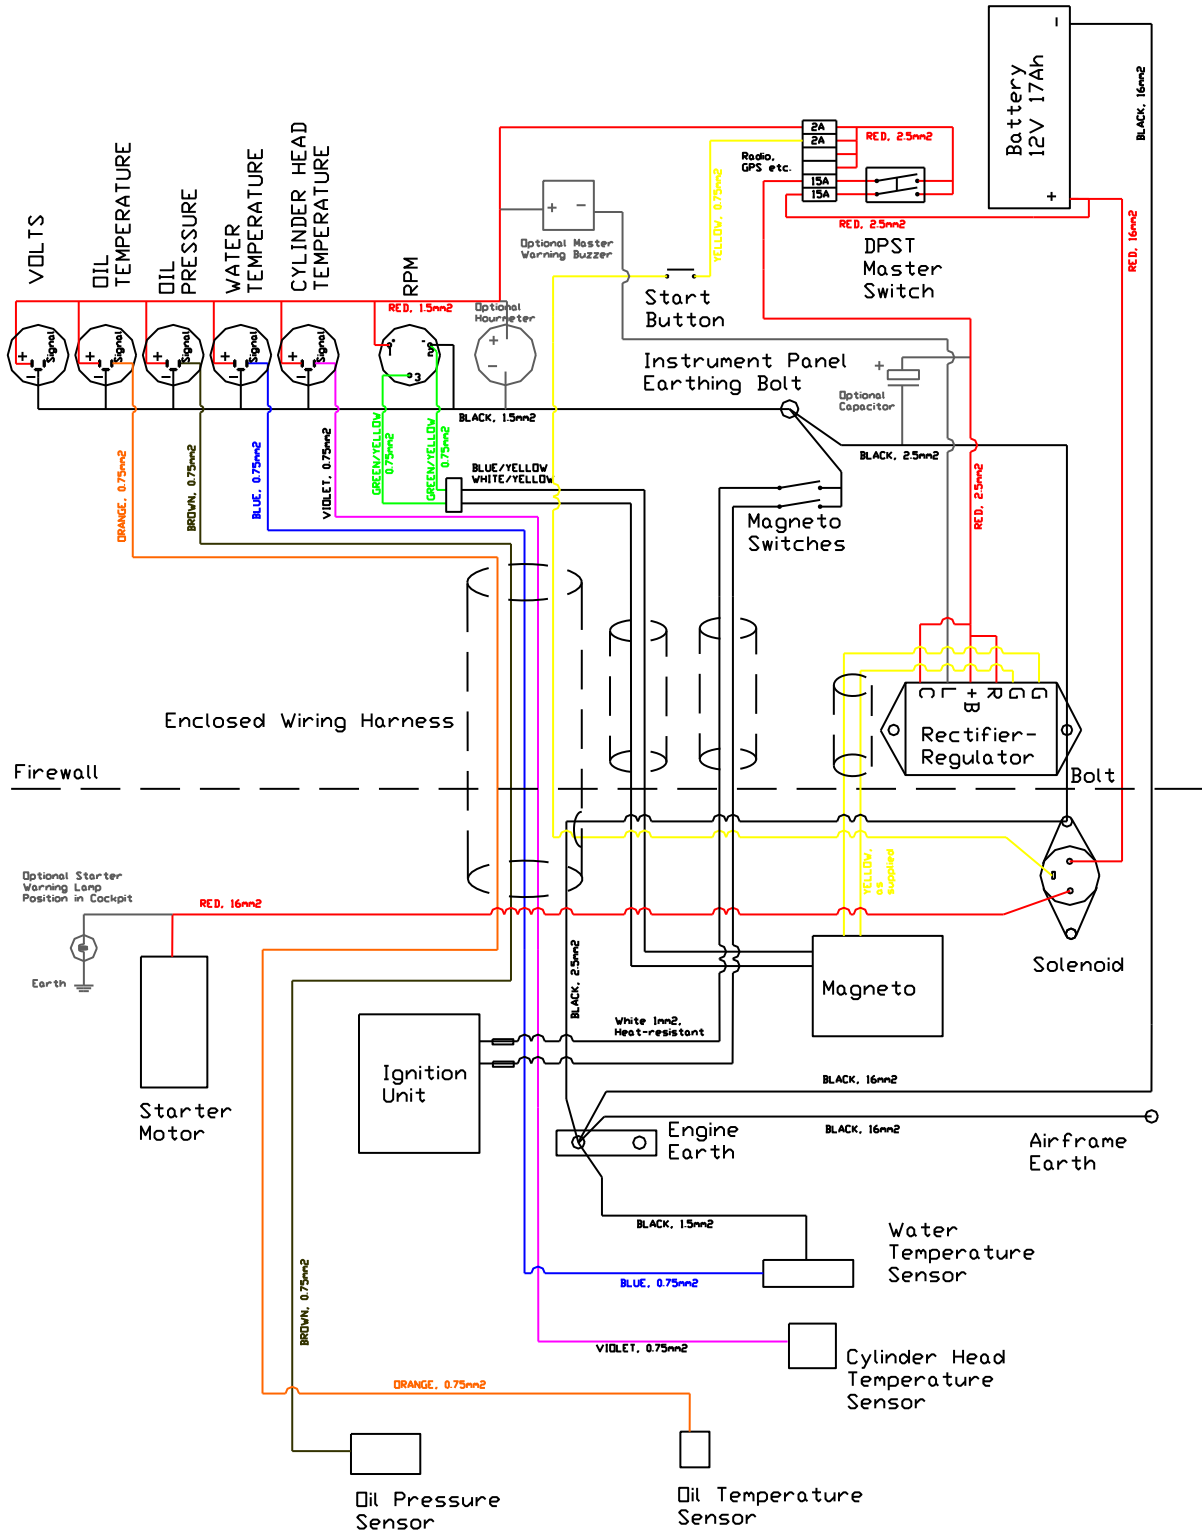 Battery
12V 17Ah
−
+
BLACK, 16mm2
RED, 16mm2
2A
2A
15A
15A
Radio,
GPS etc.
RED, 2.5mm2
RED, 2.5mm2
DPST
Master
Switch
YELLOW, 0.75mm2
+ −
Optional Master
Warning Buzzer
Start
Button
VOLTS
OIL
TEMPERATURE
OIL
PRESSURE
WATER
TEMPERATURE
CYLINDER HEAD
TEMPERATURE
RPM
RED, 1.5mm2
Optional
Hourmeter
+
−
+ Signal −
+ Signal −
+ Signal −
+ Signal −
+ Signal −
1
2
3
Instrument Panel
Earthing Bolt
+
Optional
Capacitor
BLACK, 1.5mm2
BLACK, 2.5mm2
ORANGE, 0.75mm2
BROWN, 0.75mm2
BLUE, 0.75mm2
VIOLET, 0.75mm2
GREEN/YELLOW
0.75mm2
GREEN/YELLOW
0.75mm2
BLUE/YELLOW
WHITE/YELLOW
Magneto
Switches
RED, 2.5mm2
C L +B R G G
Rectifier-
Regulator
Enclosed Wiring Harness
Firewall
Bolt
Optional Starter
Warning Lamp
Position in Cockpit
RED, 16mm2
YELLOW,
as
supplied
Earth
BLACK, 2.5mm2
Magneto
Solenoid
White 1mm2,
Heat-resistant
Ignition
Unit
Starter
Motor
BLACK, 16mm2
Engine
Earth
BLACK, 16mm2
Airframe
Earth
BLACK, 1.5mm2
Water
Temperature
Sensor
BLUE, 0.75mm2
BROWN, 0.75mm2
VIOLET, 0.75mm2
Cylinder Head
Temperature
Sensor
ORANGE, 0.75mm2
Oil Pressure
Sensor
Oil Temperature
Sensor